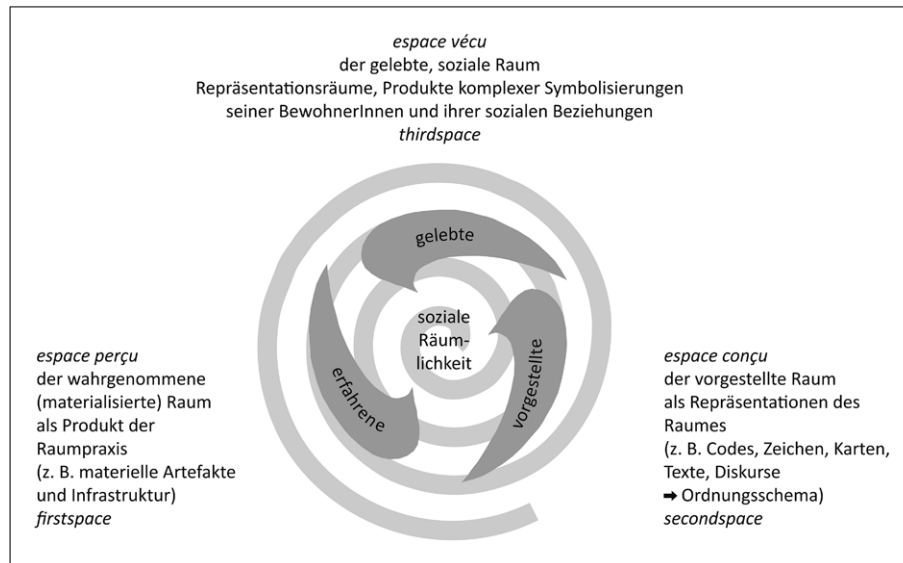 espace vécu
der gelebte, soziale Raum
Repräsentationsräume, Produkte komplexer Symbolisierungen
seiner BewohnerInnen und ihrer sozialen Beziehungen
thirdspace
gelebte
soziale
Räum-
lichkeit
erfahrene
vorgestellte
espace perçu
der wahrgenommene
(materialisierte) Raum
als Produkt der
Raumpraxis
(z. B. materielle Artefakte
und Infrastruktur)
firstspace
espace conçu
der vorgestellte Raum
als Repräsentationen des
Raumes
(z. B. Codes, Zeichen, Karten,
Texte, Diskurse
➡ Ordnungsschema)
secondspace